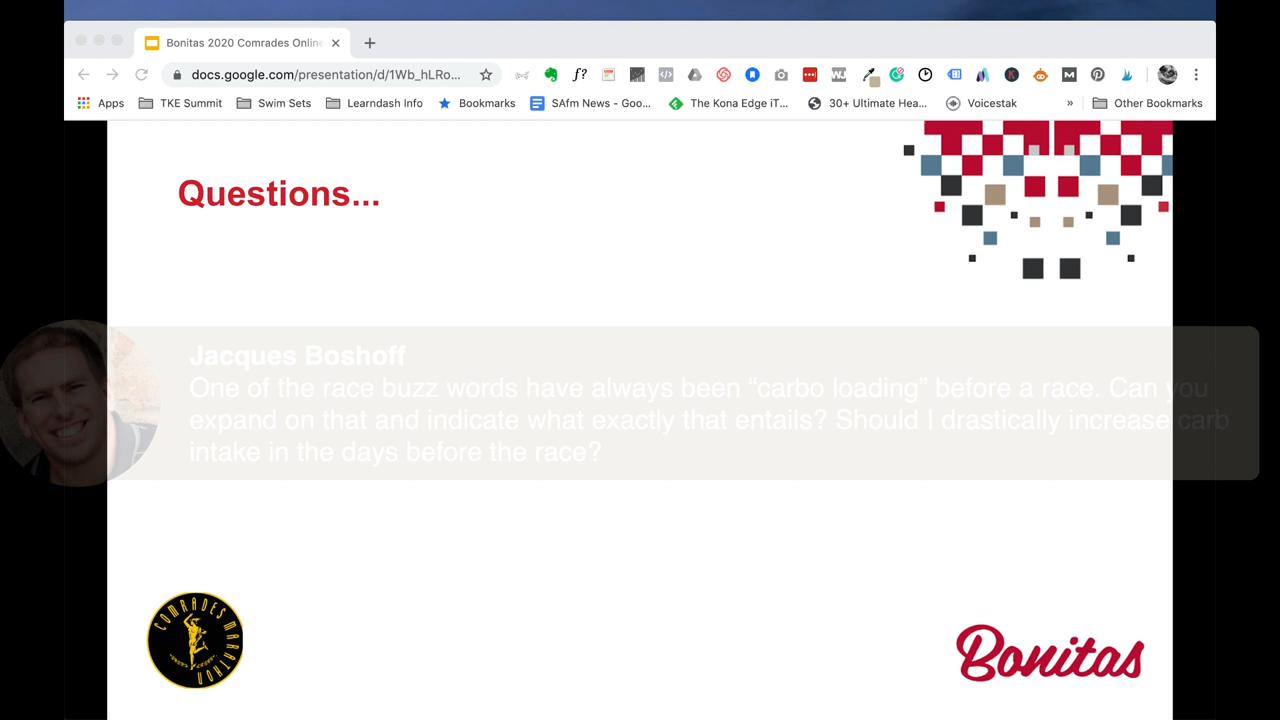 Bonitas 2020 Comrades Onlin
docs.google.com/presentation/d/1Wb_hLRo...
Apps TKE Summit Swim Sets Learndash Info Bookmarks SAfm News - Goo... The Kona Edge iT... 30+ Ultimate Hea... Voicestak » Other Bookmarks
Questions...
Jacques Boshoff
One of the race buzz words have always been “carbo loading” before a race. Can you
expand on that and indicate what exactly that entails? Should I drastically increase carb
intake in the days before the race?
COMRADES MARATHON
Bonitas